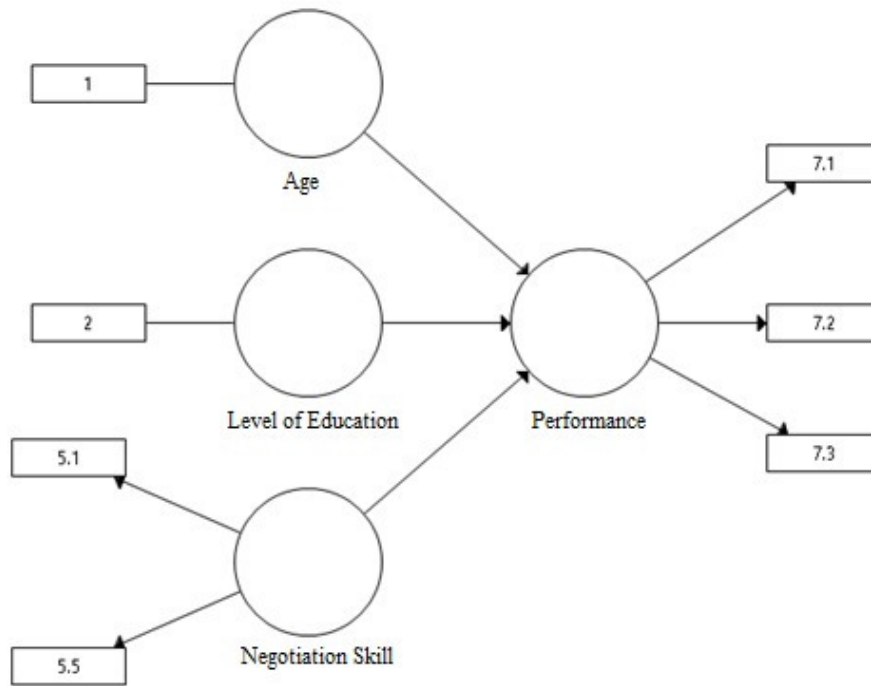 1
Age
7.1
2
7.2
Level of Education
Performance
5.1
7.3
5.5
Negotiation Skill